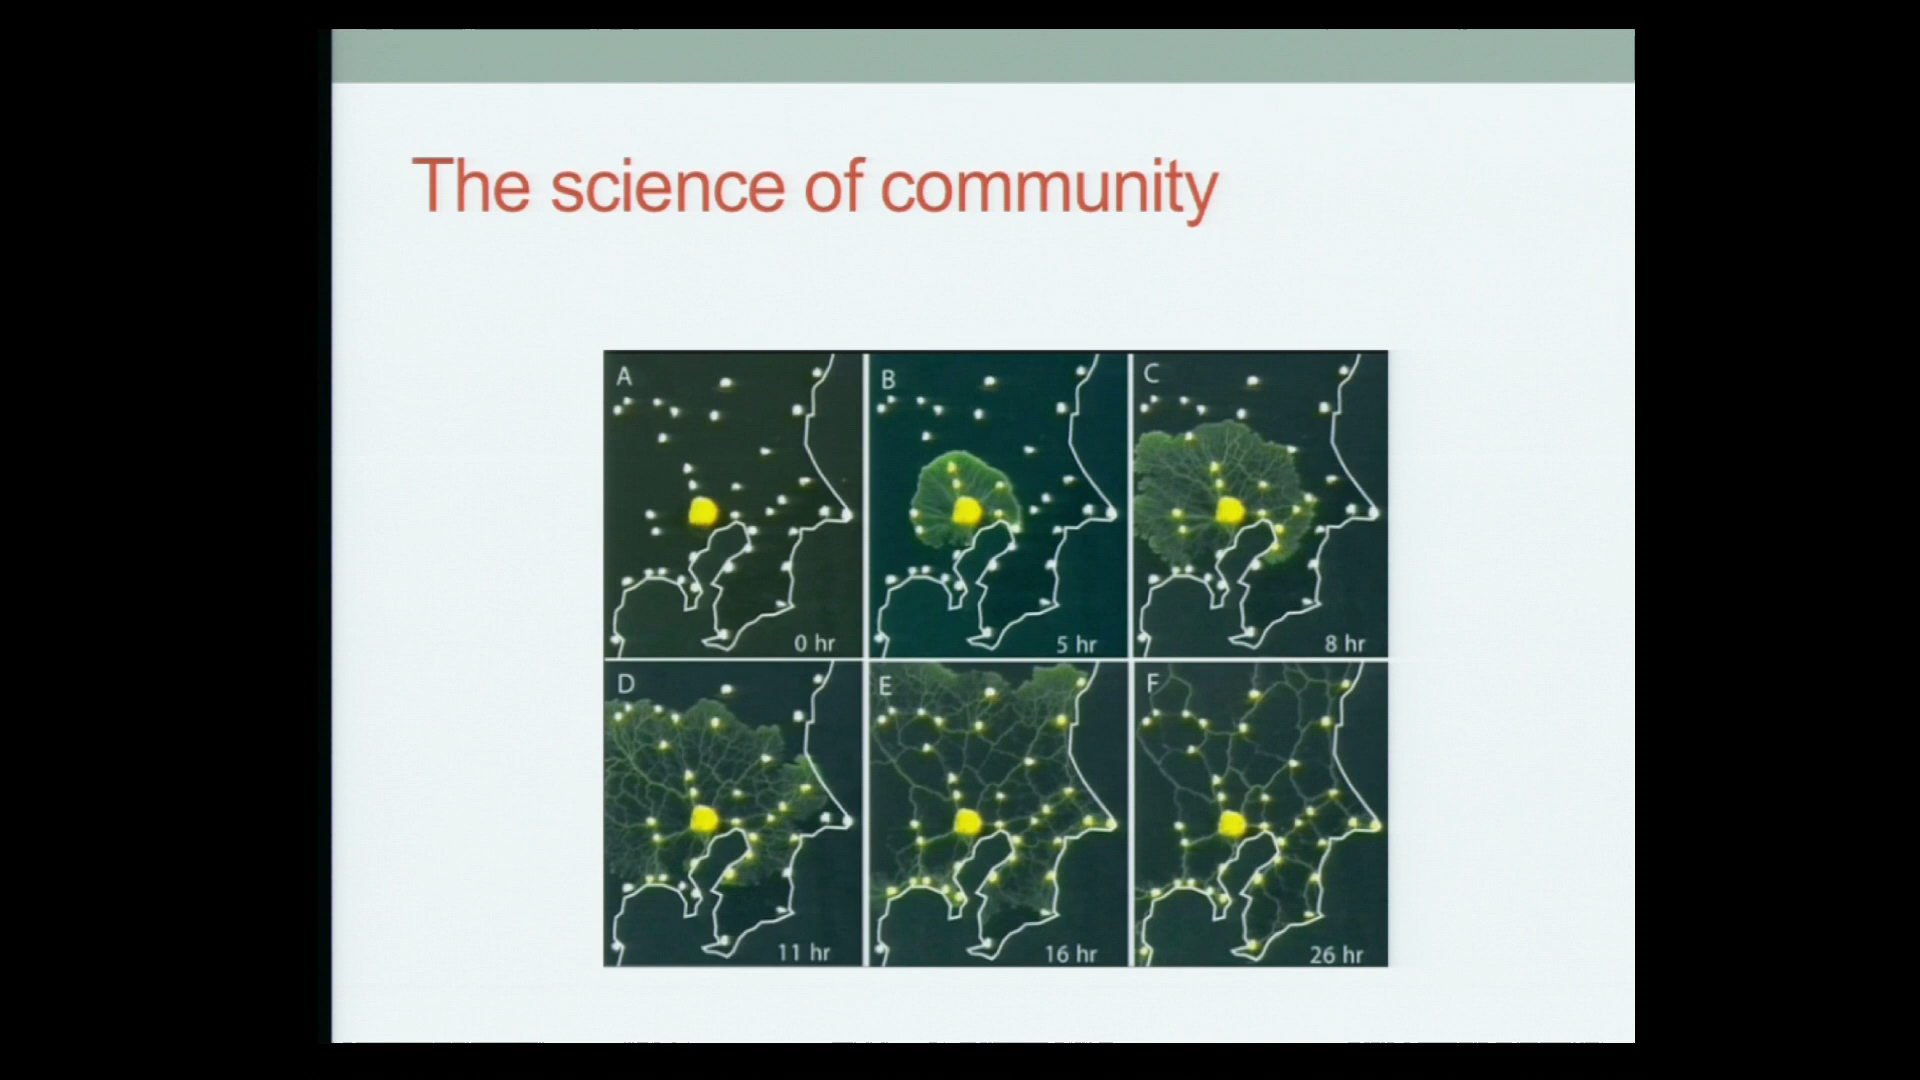 The science of community
A
B
C
0 hr
5 hr
8 hr
D
E
F
11 hr
16 hr
26 hr